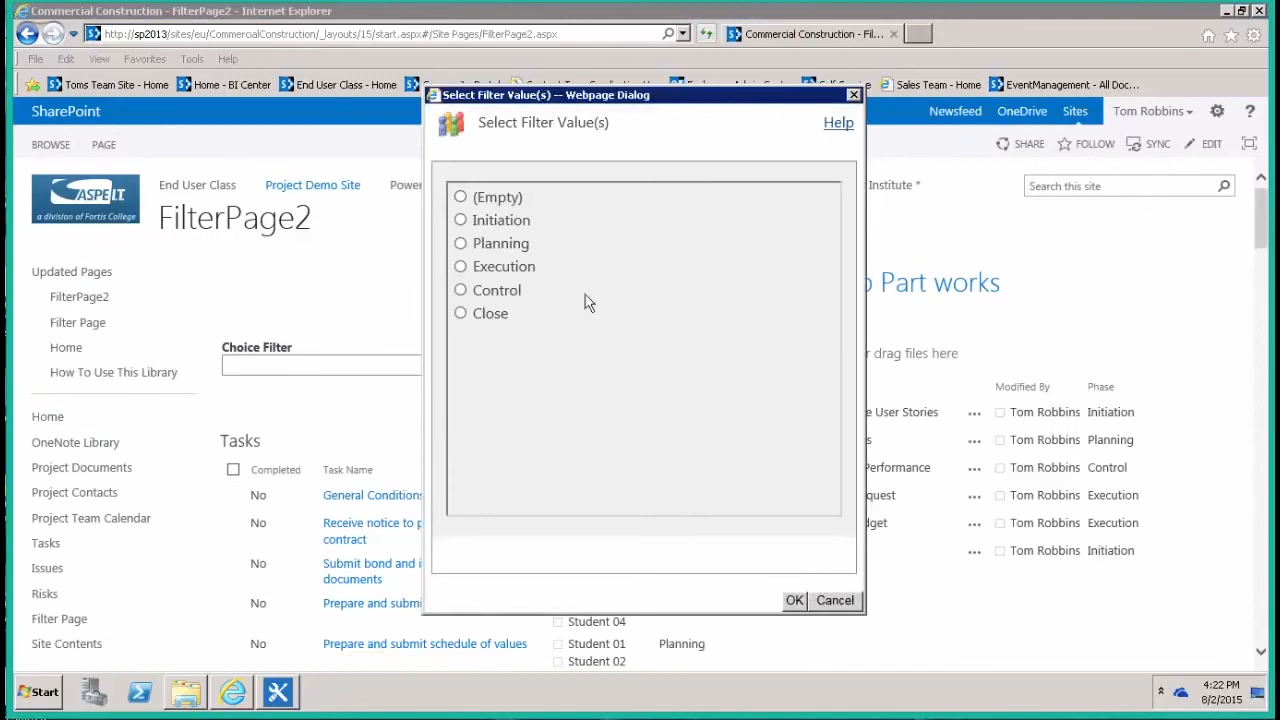 Commercial Construction - FilterPage2 - Internet Explorer
http://sp2013/sites/eu/CommercialConstruction/_layouts/15/start.aspx#/Site Pages/FilterPage2.aspx
Commercial Construction - Fil...
File Edit View Favorites Tools Help
Toms Team Site - Home
Home - BI Center
End User Class - Home
Sales Team - Home
EventManagement - All Doc...
Select Filter Value(s) -- Webpage Dialog
SharePoint
Newsfeed OneDrive Sites Tom Robbins ?
Select Filter Value(s)
Help
BROWSE PAGE
SHARE FOLLOW SYNC EDIT
ASPE IT
a division of Fortis College
End User Class Project Demo Site Power
Institute *
Search this site
FilterPage2
(Empty)
Initiation
Planning
Execution
Control
Close
Updated Pages
FilterPage2
Filter Page
Home
How To Use This Library
Choice Filter
Part works
drag files here
Home
OneNote Library
Project Documents
Project Contacts
Project Team Calendar
Tasks
Issues
Risks
Filter Page
Site Contents
Tasks
Completed Task Name
No General Conditions
No Receive notice to
contract
No Submit bond and
documents
No Prepare and submi
No Prepare and submit schedule of values
Student 04
Student 01 Planning
Student 02
Modified By Phase
e User Stories ... Tom Robbins Initiation
s ... Tom Robbins Planning
Performance ... Tom Robbins Control
quest ... Tom Robbins Execution
dget ... Tom Robbins Execution
... Tom Robbins Initiation
OK Cancel
Start
4:22 PM
8/2/2015